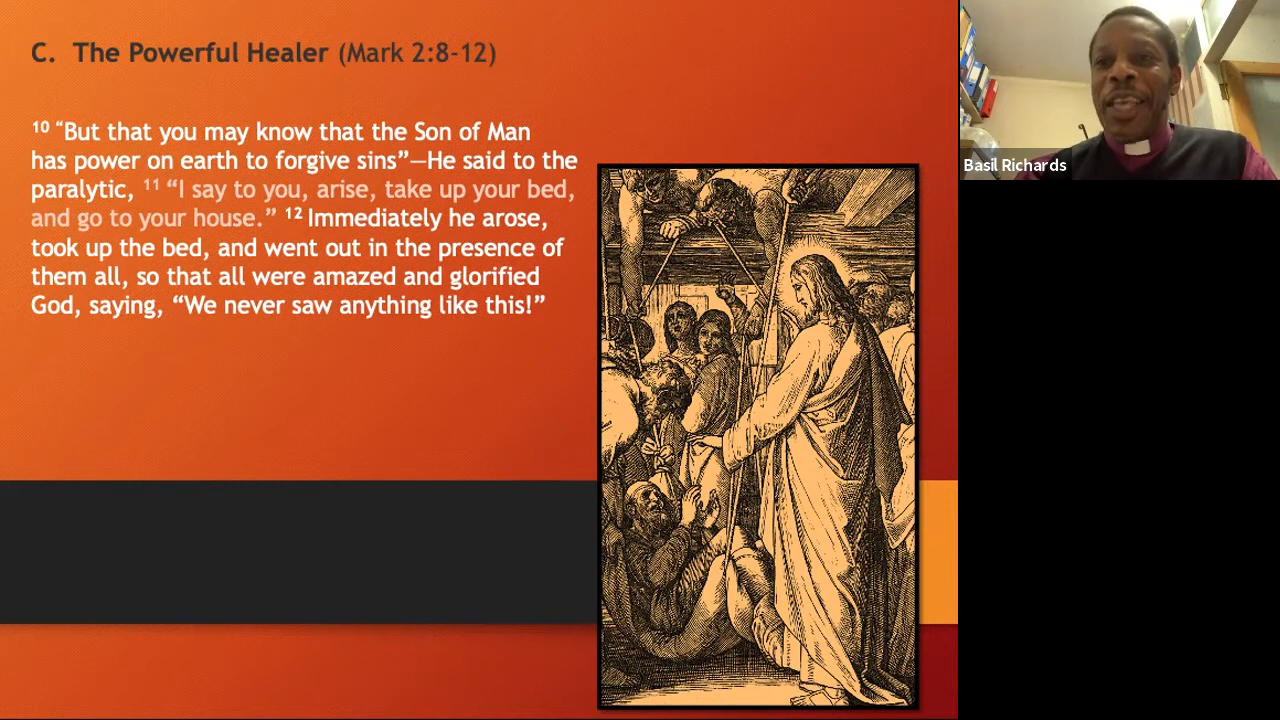 C. The Powerful Healer (Mark 2:8-12)
10 “But that you may know that the Son of Man
has power on earth to forgive sins”—He said to the
paralytic, 11 “I say to you, arise, take up your bed,
and go to your house.” 12 Immediately he arose,
took up the bed, and went out in the presence of
them all, so that all were amazed and glorified
God, saying, “We never saw anything like this!”
Basil Richards